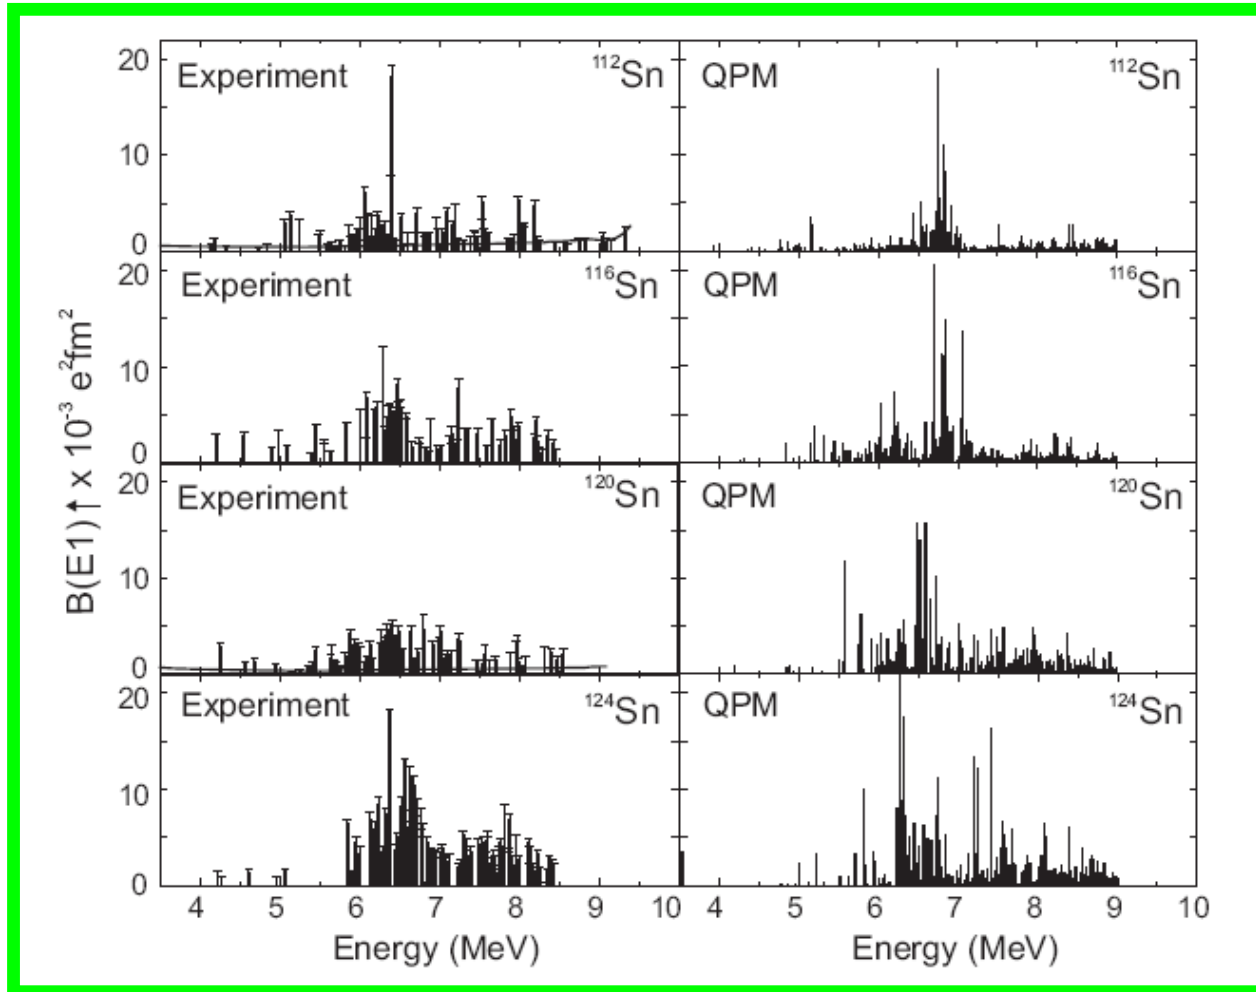 Experiment ¹¹²Sn
QPM ¹¹²Sn
20
10
0
Experiment ¹¹⁶Sn
QPM ¹¹⁶Sn
20
10
0
Experiment ¹²⁰Sn
QPM ¹²⁰Sn
20
10
0
Experiment ¹²⁴Sn
QPM ¹²⁴Sn
20
10
0
B(E1)↑ x 10⁻³ e²fm²
4 5 6 7 8 9 10
4 5 6 7 8 9 10
Energy (MeV)
Energy (MeV)